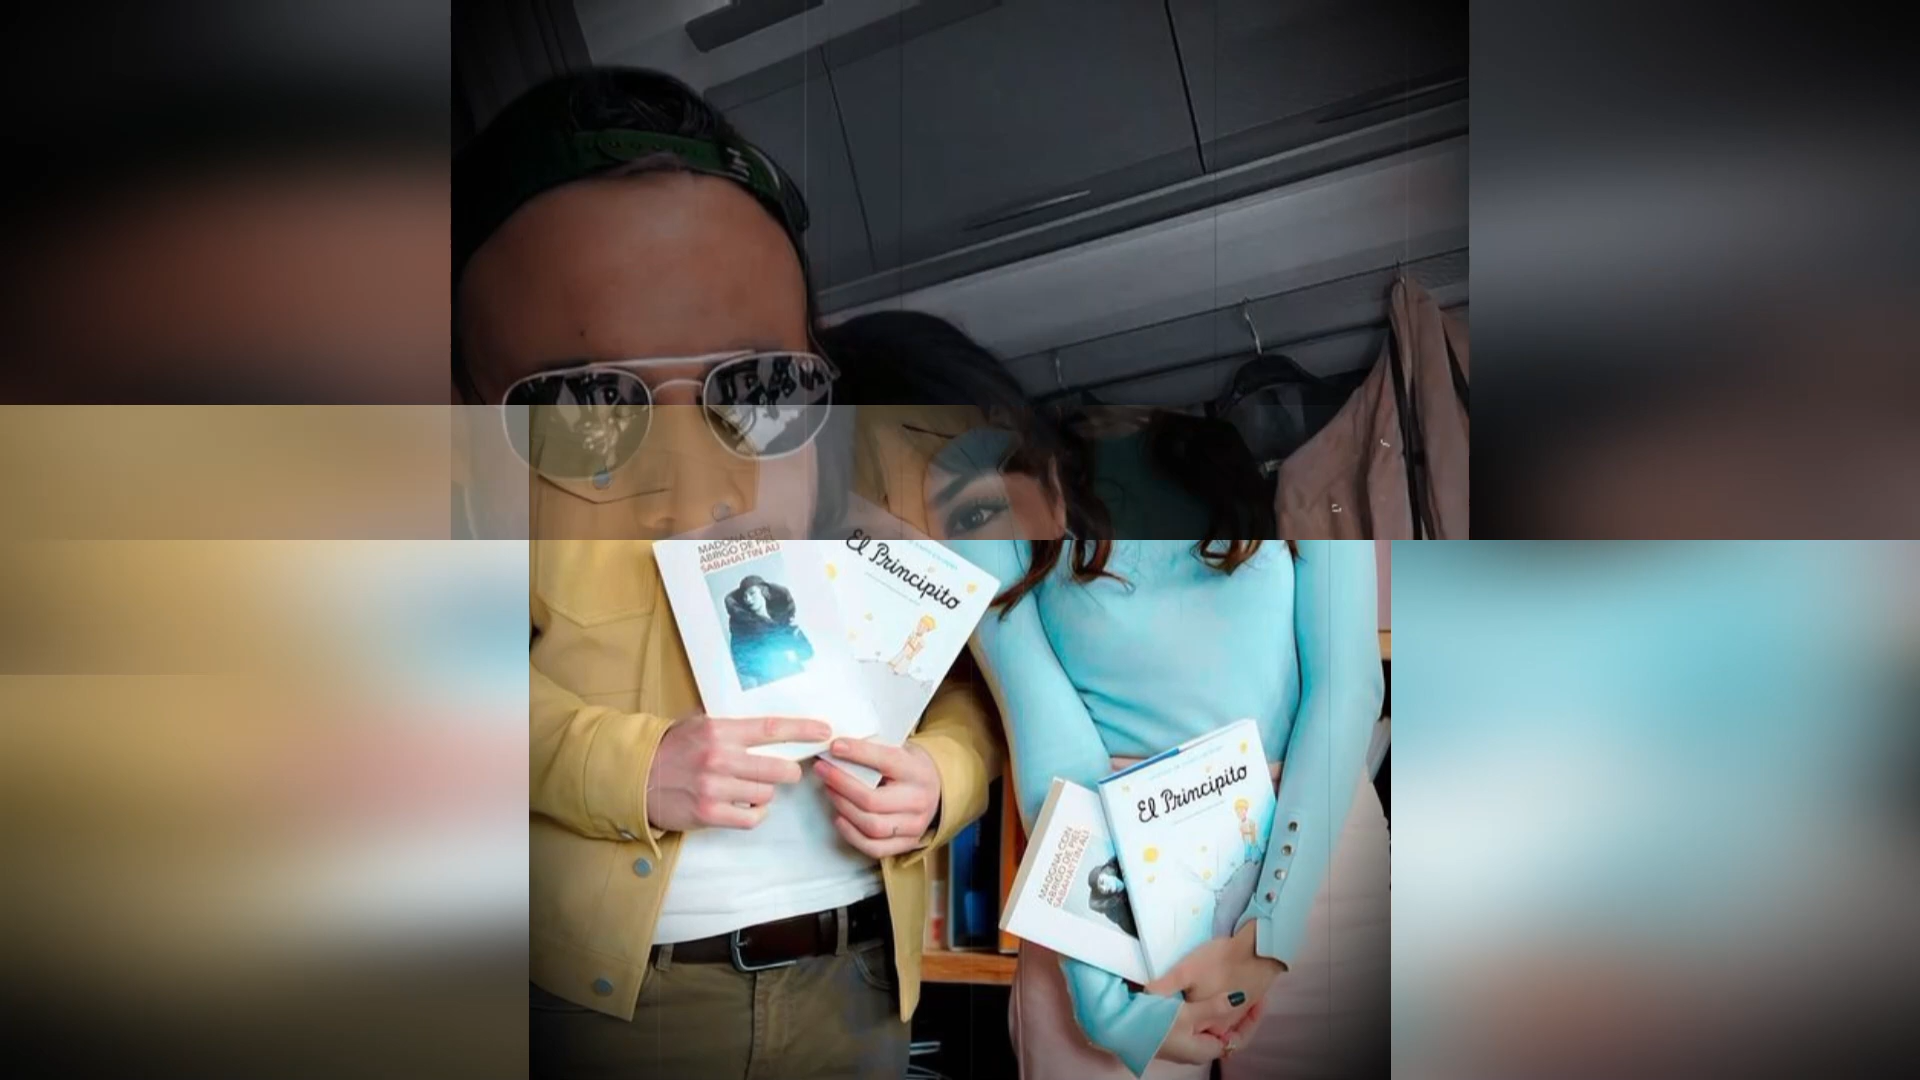 MADONA CON
ABRIGO DE PIEL
SABAHATTIN ALI
El Principito
El Principito
MADONA CON
ABRIGO DE PIEL
SABAHATTIN ALI